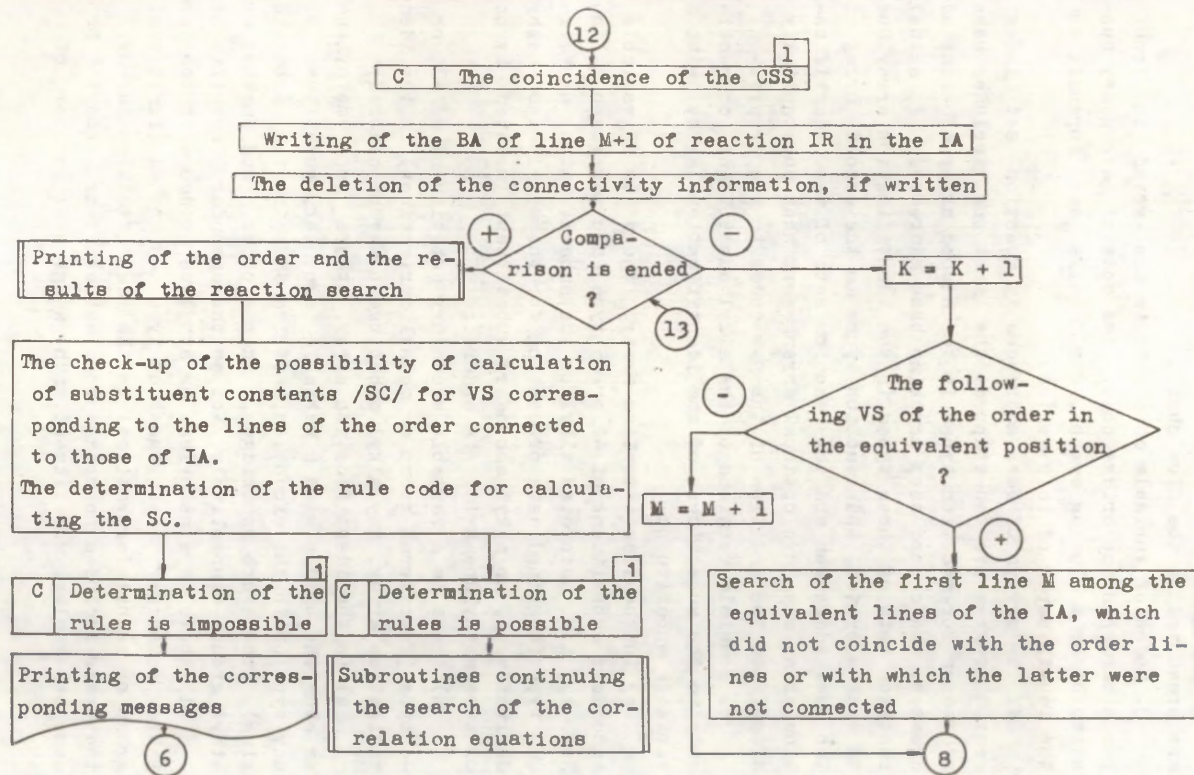 12
1
C The coincidence of the CSS
Writing of the BA of line M+1 of reaction IR in the IA
The deletion of the connectivity information, if written
+
Compa-
rison is ended
?
-
13
Printing of the order and the re-
sults of the reaction search
K = K + 1
The check-up of the possibility of calculation
of substituent constants /SC/ for VS corres-
ponding to the lines of the order connected
to those of IA.
The determination of the rule code for calcula-
ting the SC.
-
The follow-
ing VS of the order in
the equivalent position
?
M = M + 1
+
1
C Determination of the
rules is impossible
1
C Determination of the
rules is possible
Search of the first line M among the
equivalent lines of the IA, which
did not coincide with the order li-
nes or with which the latter were
not connected
Printing of the corres-
ponding messages
Subroutines continuing
the search of the cor-
relation equations
6
8